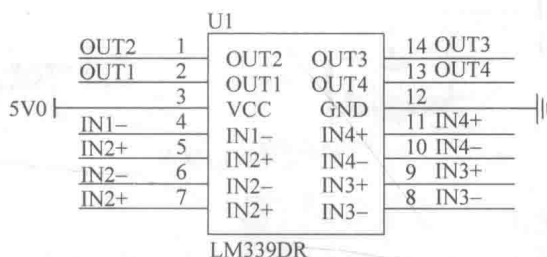 U1
OUT2 1 OUT2 OUT3 14 OUT3
OUT1 2 OUT1 OUT4 13 OUT4
5V0 3 VCC GND 12
IN1− 4 IN1− IN4+ 11 IN4+
IN2+ 5 IN2+ IN4− 10 IN4−
IN2− 6 IN2− IN3+ 9 IN3+
IN2+ 7 IN2+ IN3− 8 IN3−
LM339DR